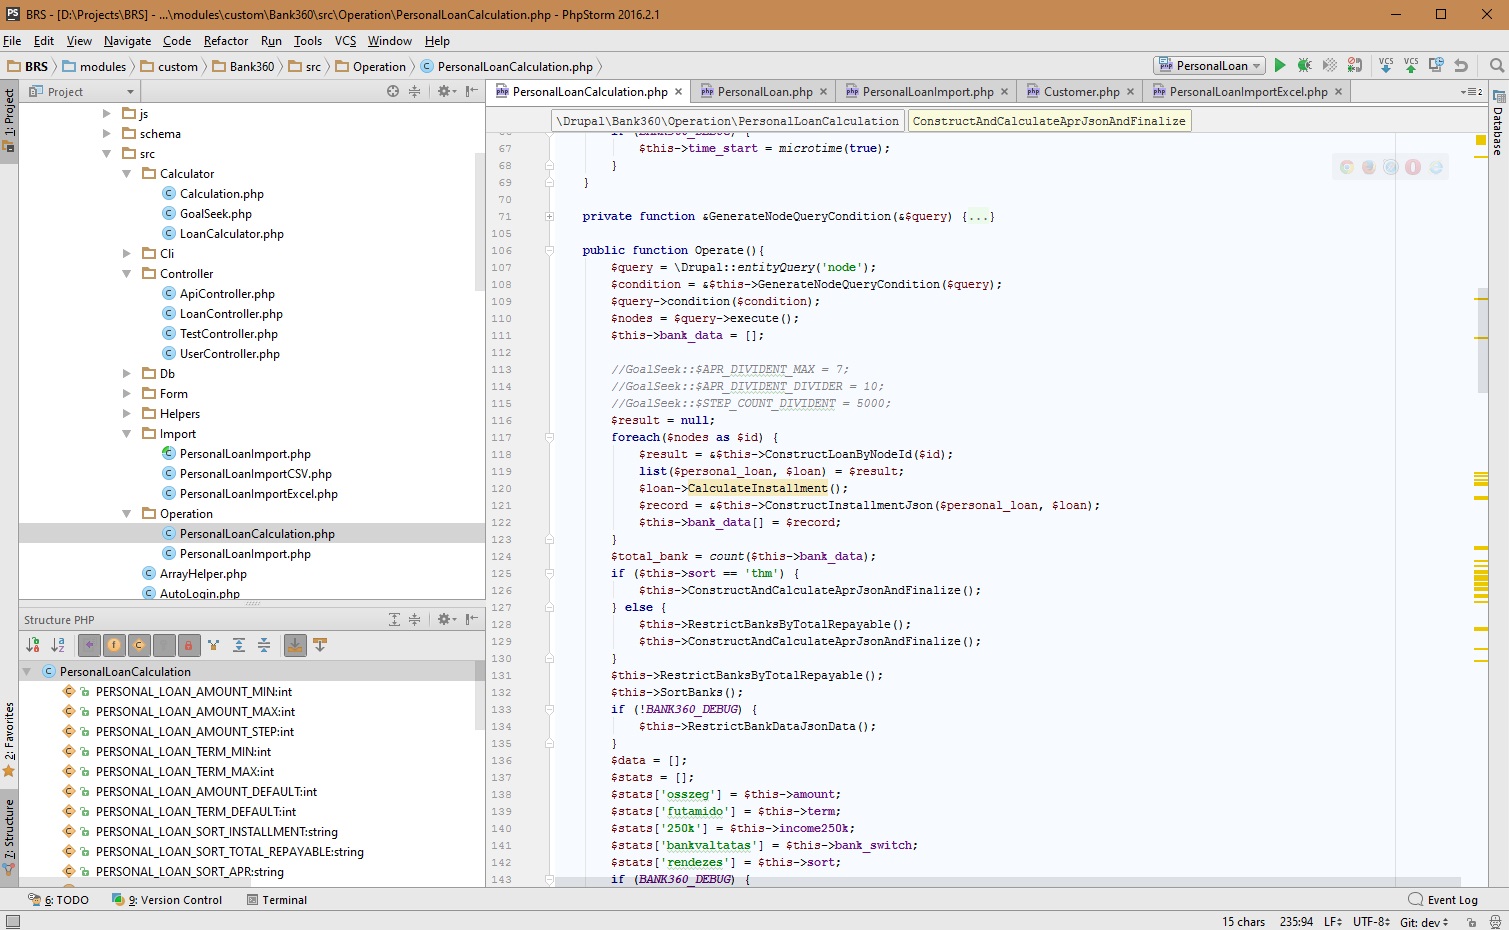 BRS - [D:\Projects\BRS] - ...\modules\custom\Bank360\src\Operation\PersonalLoanCalculation.php - PhpStorm 2016.2.1
File Edit View Navigate Code Refactor Run Tools VCS Window Help
BRS modules custom Bank360 src Operation PersonalLoanCalculation.php
PersonalLoan
VCS VCS
Project
PersonalLoanCalculation.php PersonalLoan.php PersonalLoanImport.php Customer.php PersonalLoanImportExcel.php
1: Project
2: Favorites
7: Structure
Database
js
schema
src
Calculator
Calculation.php
GoalSeek.php
LoanCalculator.php
Cli
Controller
ApiController.php
LoanController.php
TestController.php
UserController.php
Db
Form
Helpers
Import
PersonalLoanImport.php
PersonalLoanImportCSV.php
PersonalLoanImportExcel.php
Operation
PersonalLoanCalculation.php
PersonalLoanImport.php
ArrayHelper.php
AutoLogin.php
Structure PHP
PersonalLoanCalculation
PERSONAL_LOAN_AMOUNT_MIN:int
PERSONAL_LOAN_AMOUNT_MAX:int
PERSONAL_LOAN_AMOUNT_STEP:int
PERSONAL_LOAN_TERM_MIN:int
PERSONAL_LOAN_TERM_MAX:int
PERSONAL_LOAN_AMOUNT_DEFAULT:int
PERSONAL_LOAN_TERM_DEFAULT:int
PERSONAL_LOAN_SORT_INSTALLMENT:string
PERSONAL_LOAN_SORT_TOTAL_REPAYABLE:string
PERSONAL_LOAN_SORT_APR:string
\Drupal\Bank360\Operation\PersonalLoanCalculation ConstructAndCalculateAprJsonAndFinalize
66 if (BANK360_DEBUG) {
67 $this->time_start = microtime(true);
68 }
69 }
70
71 private function &GenerateNodeQueryCondition(&$query) {...}
105
106 public function Operate(){
107 $query = \Drupal::entityQuery('node');
108 $condition = &$this->GenerateNodeQueryCondition($query);
109 $query->condition($condition);
110 $nodes = $query->execute();
111 $this->bank_data = [];
112
113 //GoalSeek::$APR_DIVIDENT_MAX = 7;
114 //GoalSeek::$APR_DIVIDENT_DIVIDER = 10;
115 //GoalSeek::$STEP_COUNT_DIVIDENT = 5000;
116 $result = null;
117 foreach($nodes as $id) {
118 $result = &$this->ConstructLoanByNodeId($id);
119 list($personal_loan, $loan) = $result;
120 $loan->CalculateInstallment();
121 $record = &$this->ConstructInstallmentJson($personal_loan, $loan);
122 $this->bank_data[] = $record;
123 }
124 $total_bank = count($this->bank_data);
125 if ($this->sort == 'thm') {
126 $this->ConstructAndCalculateAprJsonAndFinalize();
127 } else {
128 $this->RestrictBanksByTotalRepayable();
129 $this->ConstructAndCalculateAprJsonAndFinalize();
130 }
131 $this->RestrictBanksByTotalRepayable();
132 $this->SortBanks();
133 if (!BANK360_DEBUG) {
134 $this->RestrictBankDataJsonData();
135 }
136 $data = [];
137 $stats = [];
138 $stats['osszeg'] = $this->amount;
139 $stats['futamido'] = $this->term;
140 $stats['250k'] = $this->income250k;
141 $stats['bankvaltatas'] = $this->bank_switch;
142 $stats['rendezes'] = $this->sort;
143 if (BANK360_DEBUG) {
6: TODO 9: Version Control Terminal Event Log
15 chars 235:94 LF UTF-8 Git: dev